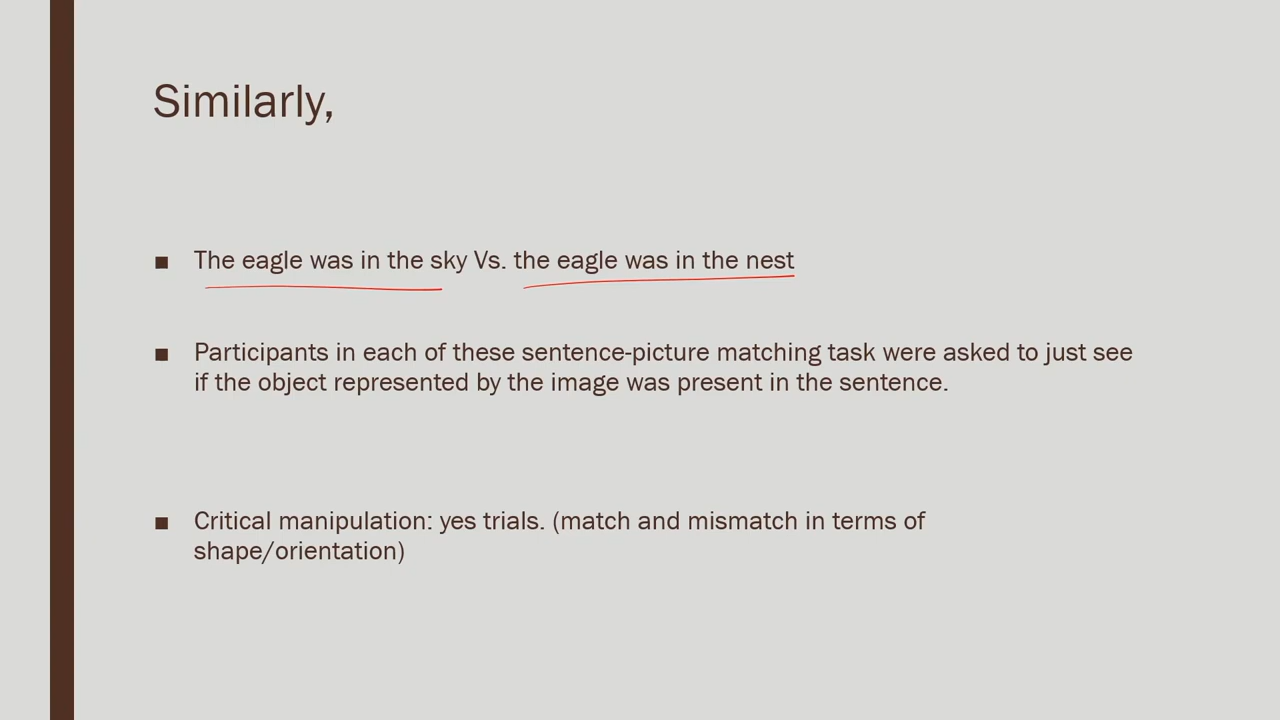 Similarly,
■ The eagle was in the sky Vs. the eagle was in the nest
■ Participants in each of these sentence-picture matching task were asked to just see
if the object represented by the image was present in the sentence.
■ Critical manipulation: yes trials. (match and mismatch in terms of
shape/orientation)